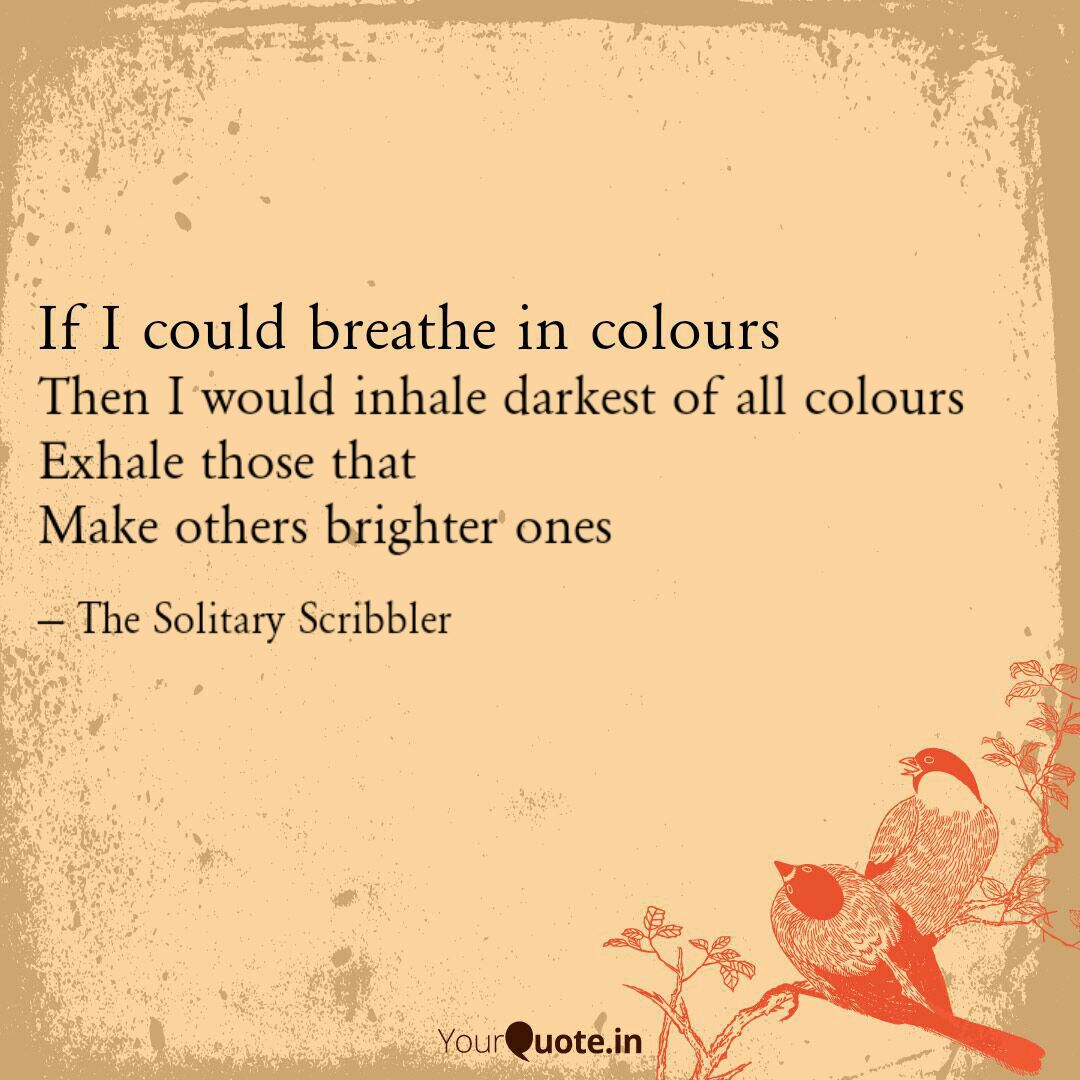 If I could breathe in colours
Then I would inhale darkest of all colours
Exhale those that
Make others brighter ones
– The Solitary Scribbler
YourQuote.in